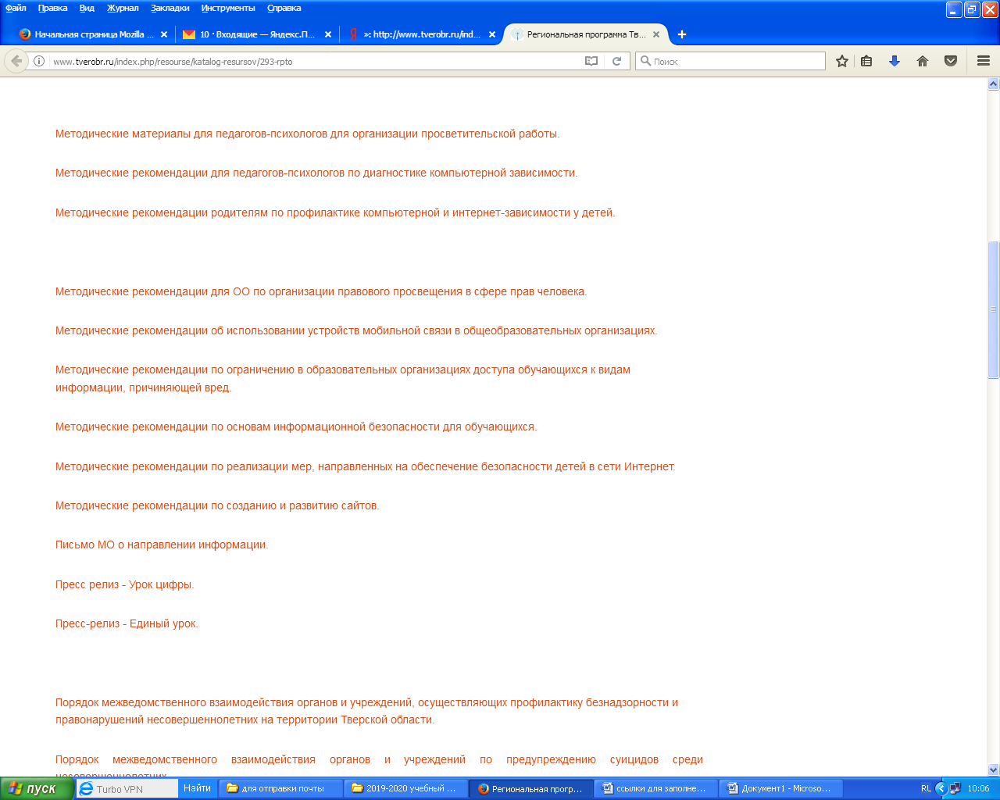 Файл Правка Вид Журнал Закладки Инструменты Справка
Начальная страница Mozilla ... 10 · Входящие — Яндекс.П... »: http://www.tverobr.ru/ind... Региональная программа Тв...
www.tverobr.ru/index.php/resourse/katalog-resursov/293-rpto Поиск
Методические материалы для педагогов-психологов для организации просветительской работы.
Методические рекомендации для педагогов-психологов по диагностике компьютерной зависимости.
Методические рекомендации родителям по профилактике компьютерной и интернет-зависимости у детей.
Методические рекомендации для ОО по организации правового просвещения в сфере прав человека.
Методические рекомендации об использовании устройств мобильной связи в общеобразовательных организациях.
Методические рекомендации по ограничению в образовательных организациях доступа обучающихся к видам
информации, причиняющей вред.
Методические рекомендации по основам информационной безопасности для обучающихся.
Методические рекомендации по реализации мер, направленных на обеспечение безопасности детей в сети Интернет.
Методические рекомендации по созданию и развитию сайтов.
Письмо МО о направлении информации.
Пресс релиз - Урок цифры.
Пресс-релиз - Единый урок.
Порядок межведомственного взаимодействия органов и учреждений, осуществляющих профилактику безнадзорности и
правонарушений несовершеннолетних на территории Тверской области.
Порядок межведомственного взаимодействия органов и учреждений по предупреждению суицидов среди
несовершеннолетних
пуск Turbo VPN Найти для отправки почты 2019-2020 учебный ... Региональная прогр... ссылки для заполне... Документ1 - Microso... RU 10:06